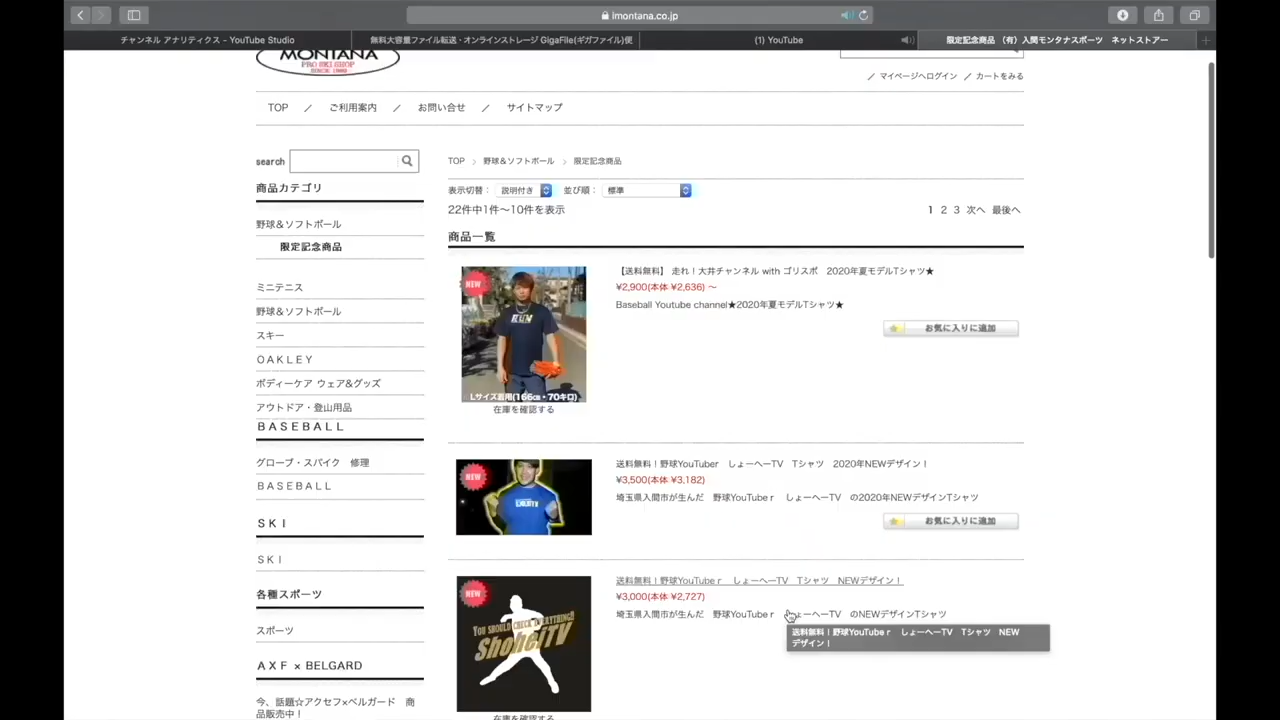 imontana.co.jp
チャンネル アナリティクス - YouTube Studio
無料大容量ファイル転送・オンラインストレージ GigaFile(ギガファイル)便
(1) YouTube
限定記念商品 （有）入間モンタナスポーツ　ネットストアー
MONTANA
PRO SKI SHOP
／ マイページへログイン ／ カートをみる
TOP ／ ご利用案内 ／ お問い合せ ／ サイトマップ
search
商品カテゴリ
野球＆ソフトボール
限定記念商品
ミニテニス
野球＆ソフトボール
スキー
ＯＡＫＬＥＹ
ボディーケア ウェア&グッズ
アウトドア・登山用品
ＢＡＳＥＢＡＬＬ
グローブ・スパイク　修理
ＢＡＳＥＢＡＬＬ
ＳＫＩ
ＳＫＩ
各種スポーツ
スポーツ
ＡＸＦ × BELGARD
今、話題☆アクセフ×ベルガード　商
品販売中！
TOP > 野球＆ソフトボール > 限定記念商品
表示切替： 説明付き 並び順： 標準
22件中1件〜10件を表示
1 2 3 次へ 最後へ
商品一覧
NEW
RUN
Lサイズ着用(166㎝・70キロ)
在庫を確認する
【送料無料】 走れ！大井チャンネル with ゴリスポ　2020年夏モデルTシャツ★
¥2,900(本体 ¥2,636) 〜
Baseball Youtube channel★2020年夏モデルTシャツ★
お気に入りに追加
NEW
SHOHEITV
送料無料！野球YouTuber　しょーへーTV　Tシャツ　2020年NEWデザイン！
¥3,500(本体 ¥3,182)
埼玉県入間市が生んだ　野球YouTubeｒ　しょーへーTV　の2020年NEWデザインTシャツ
お気に入りに追加
NEW
YOU SHOULD CHECK EVERYTHING!!
ShoheiTV
在庫を確認する
送料無料！野球YouTubeｒ　しょーへーTV　Tシャツ　NEWデザイン！
¥3,000(本体 ¥2,727)
埼玉県入間市が生んだ　野球YouTubeｒ　しょーへーTV　のNEWデザインTシャツ
送料無料！野球YouTubeｒ　しょーへーTV　Tシャツ　NEW
デザイン！